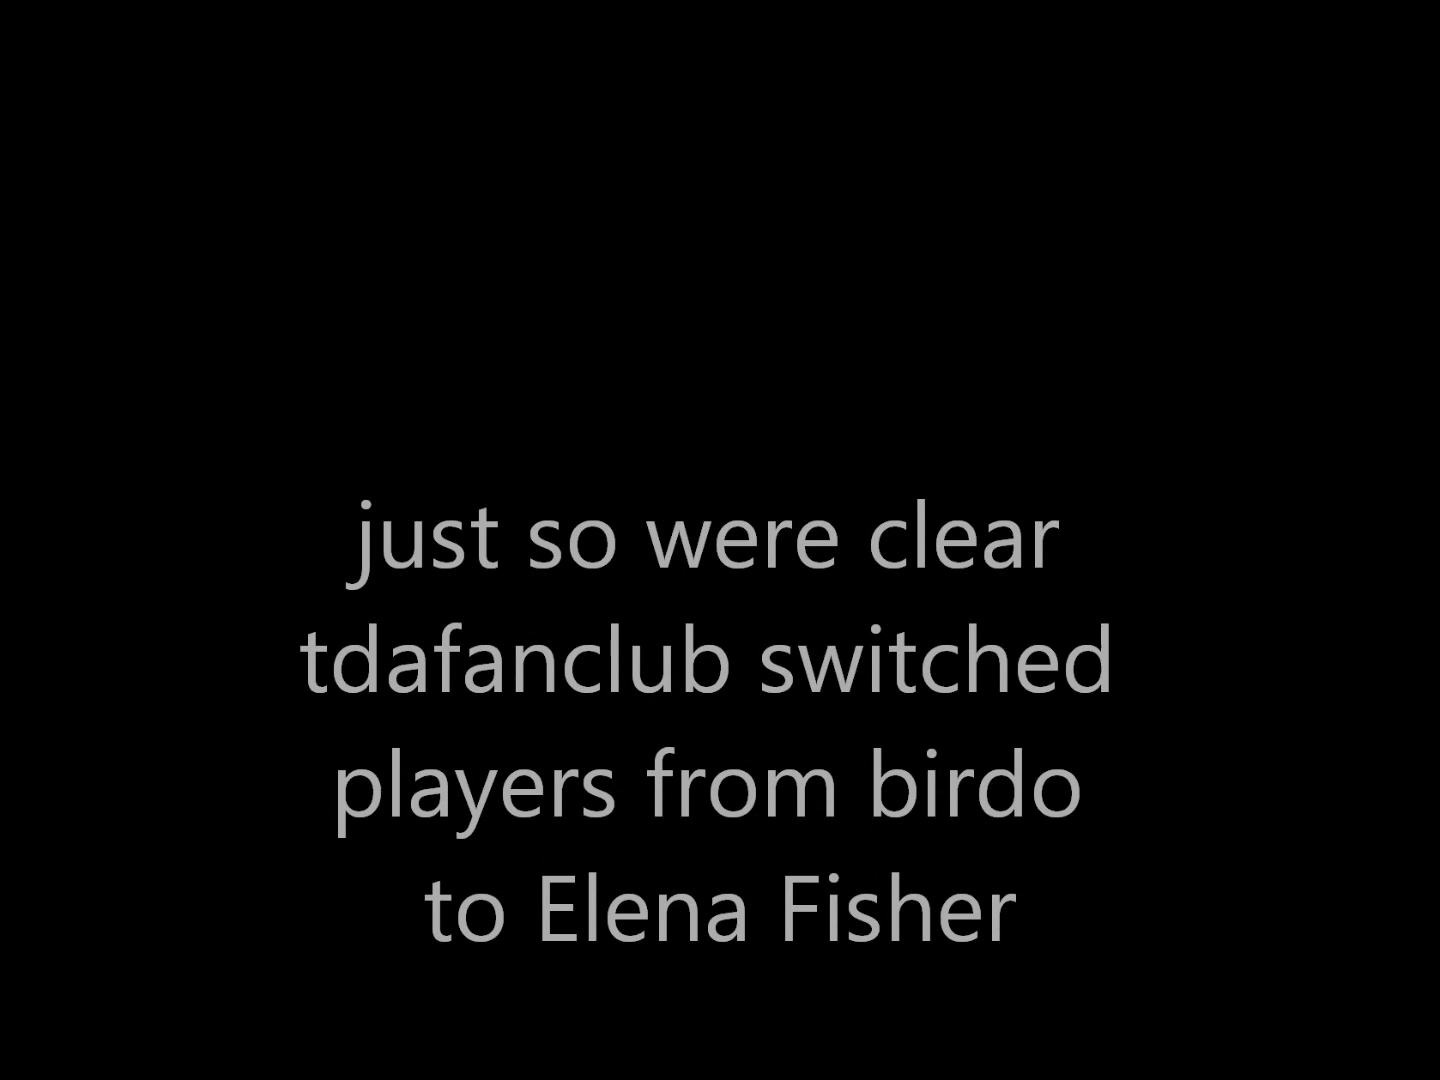 just so were clear
tdafanclub switched
players from birdo
to Elena Fisher